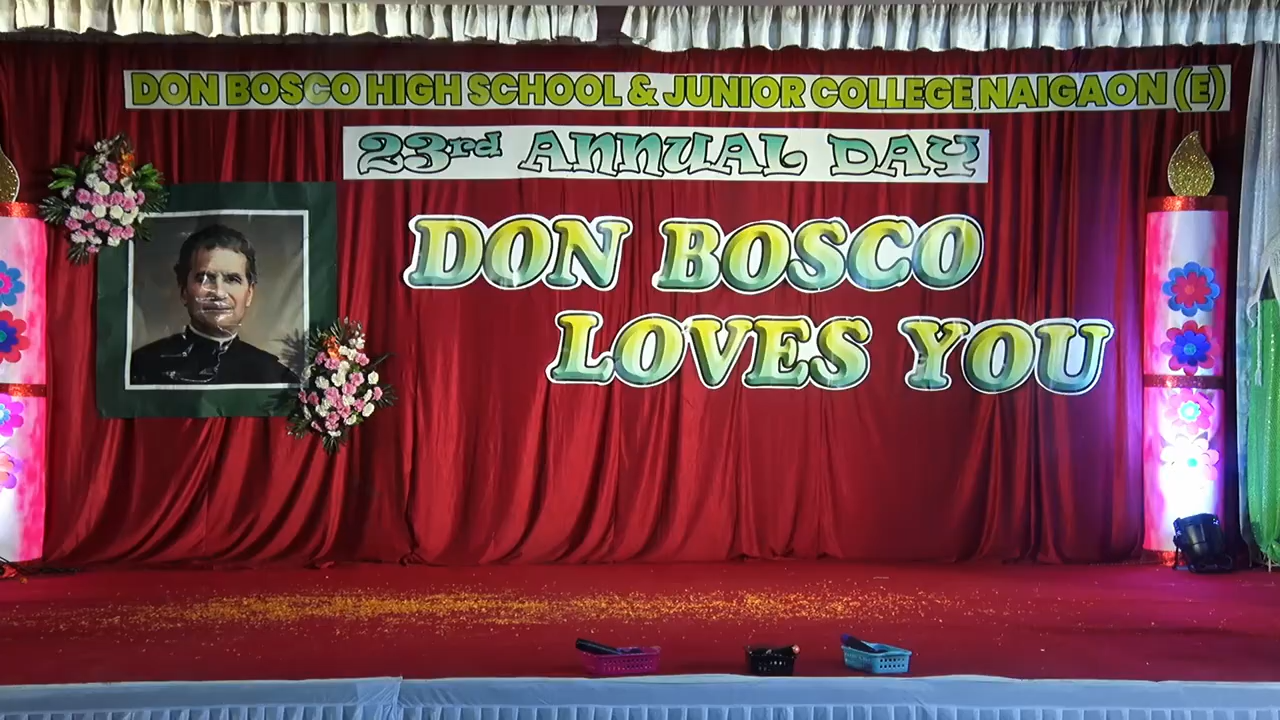 DON BOSCO HIGH SCHOOL & JUNIOR COLLEGE NAIGAON (E)
23rd ANNUAL DAY
DON BOSCO
LOVES YOU